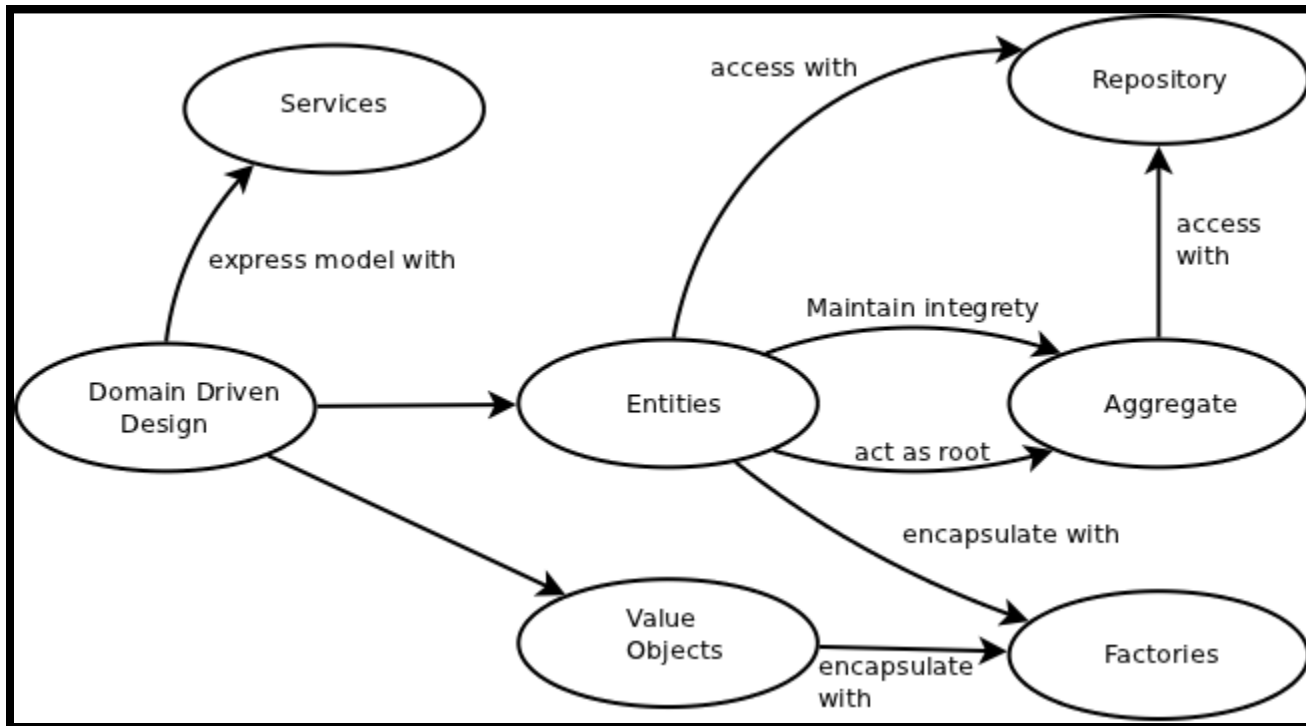 Repository
access with
Services
access
with
express model with
Maintain integrety
Domain Driven
Design
Entities
Aggregate
act as root
encapsulate with
Value
Objects
Factories
encapsulate
with